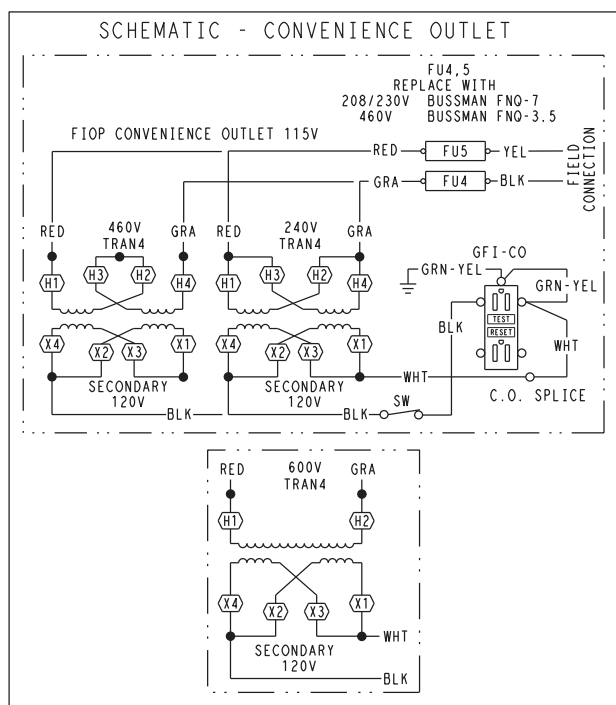 SCHEMATIC - CONVENIENCE OUTLET
FU4,5
REPLACE WITH
208/230V BUSSMAN FNQ-7
460V BUSSMAN FNQ-3.5
FIOP CONVENIENCE OUTLET 115V
RED FU5 YEL
GRA FU4 BLK
FIELD
CONNECTION
RED 460V GRA RED 240V GRA
TRAN4 TRAN4
H1 H3 H2 H4 H1 H3 H2 H4
GFI-CO
GRN-YEL
GRN-YEL
BLK
TEST
RESET
WHT
X4 X2 X3 X1 X4 X2 X3 X1
SECONDARY SECONDARY
120V 120V
WHT
C.O. SPLICE
BLK BLK SW
RED 600V GRA
TRAN4
H1 H2
X4 X2 X3 X1
WHT
SECONDARY
120V
BLK